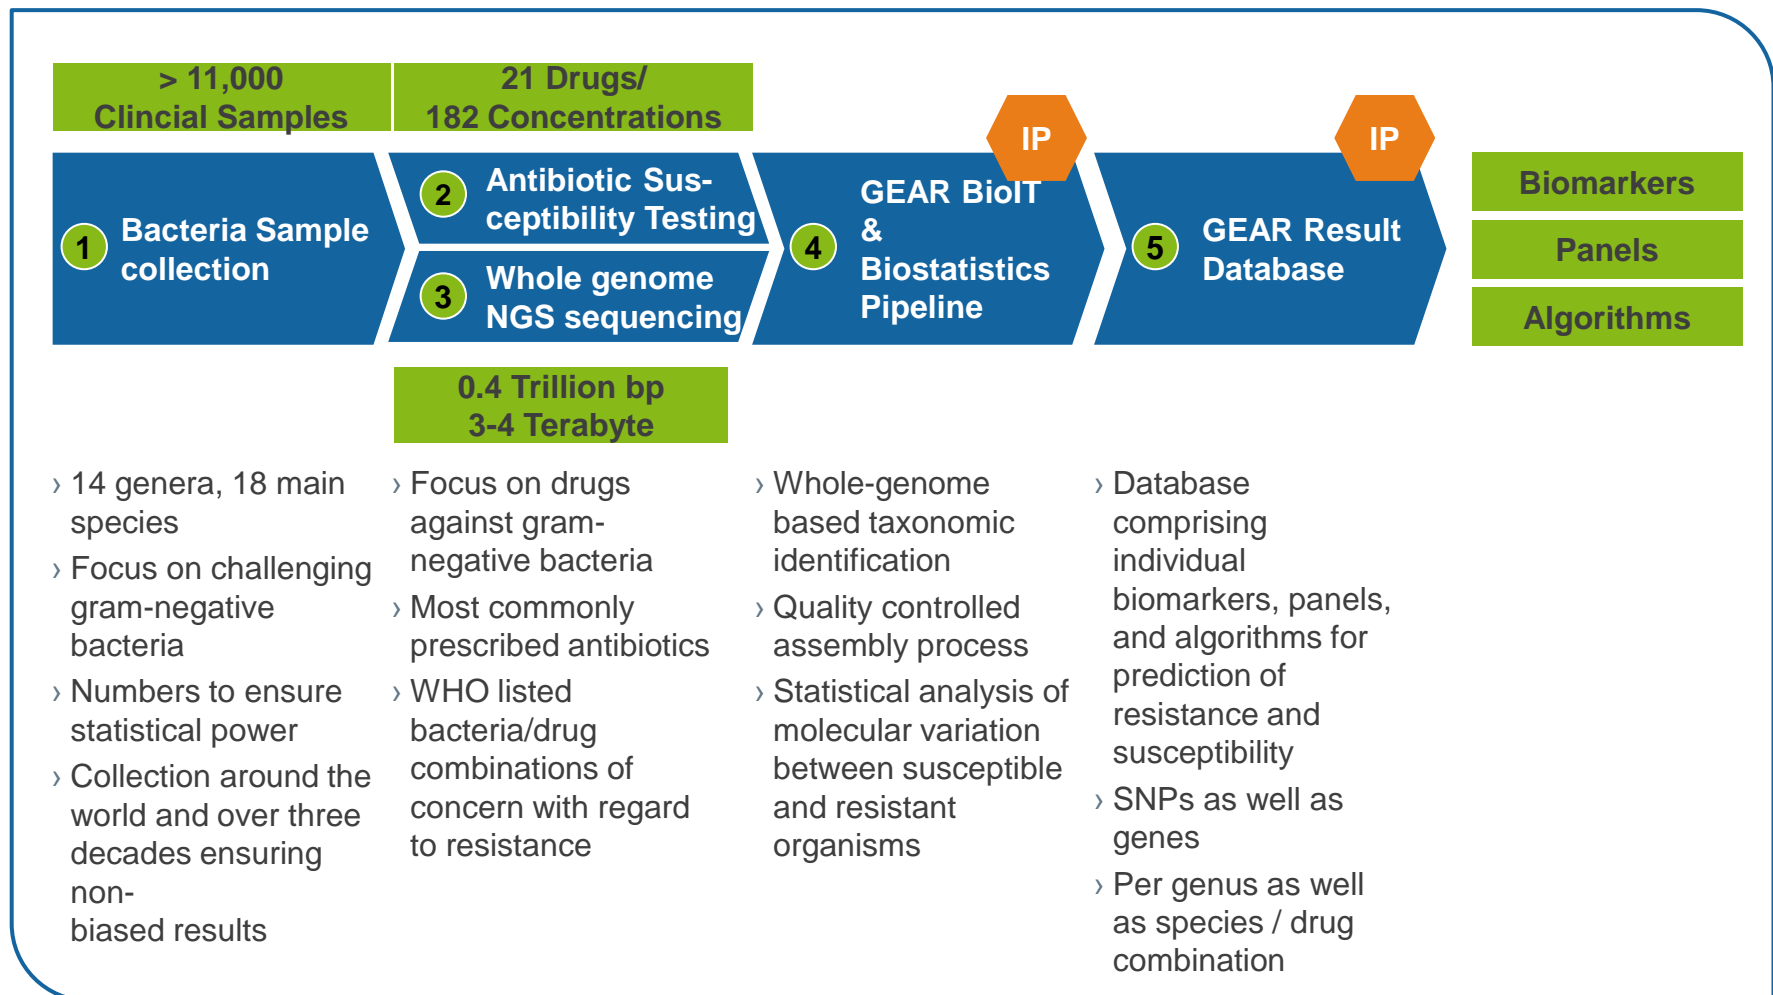 > 11,000
Clincial Samples
21 Drugs/
182 Concentrations
IP
IP
1
Bacteria Sample
collection
2
Antibiotic Sus-
ceptibility Testing
3
Whole genome
NGS sequencing
4
GEAR BioIT
&
Biostatistics
Pipeline
5
GEAR Result
Database
Biomarkers
Panels
Algorithms
0.4 Trillion bp
3-4 Terabyte
› 14 genera, 18 main
species
› Focus on challenging
gram-negative
bacteria
› Numbers to ensure
statistical power
› Collection around the
world and over three
decades ensuring
non-
biased results
› Focus on drugs
against gram-
negative bacteria
› Most commonly
prescribed antibiotics
› WHO listed
bacteria/drug
combinations of
concern with regard
to resistance
› Whole-genome
based taxonomic
identification
› Quality controlled
assembly process
› Statistical analysis of
molecular variation
between susceptible
and resistant
organisms
› Database
comprising
individual
biomarkers, panels,
and algorithms for
prediction of
resistance and
susceptibility
› SNPs as well as
genes
› Per genus as well
as species / drug
combination